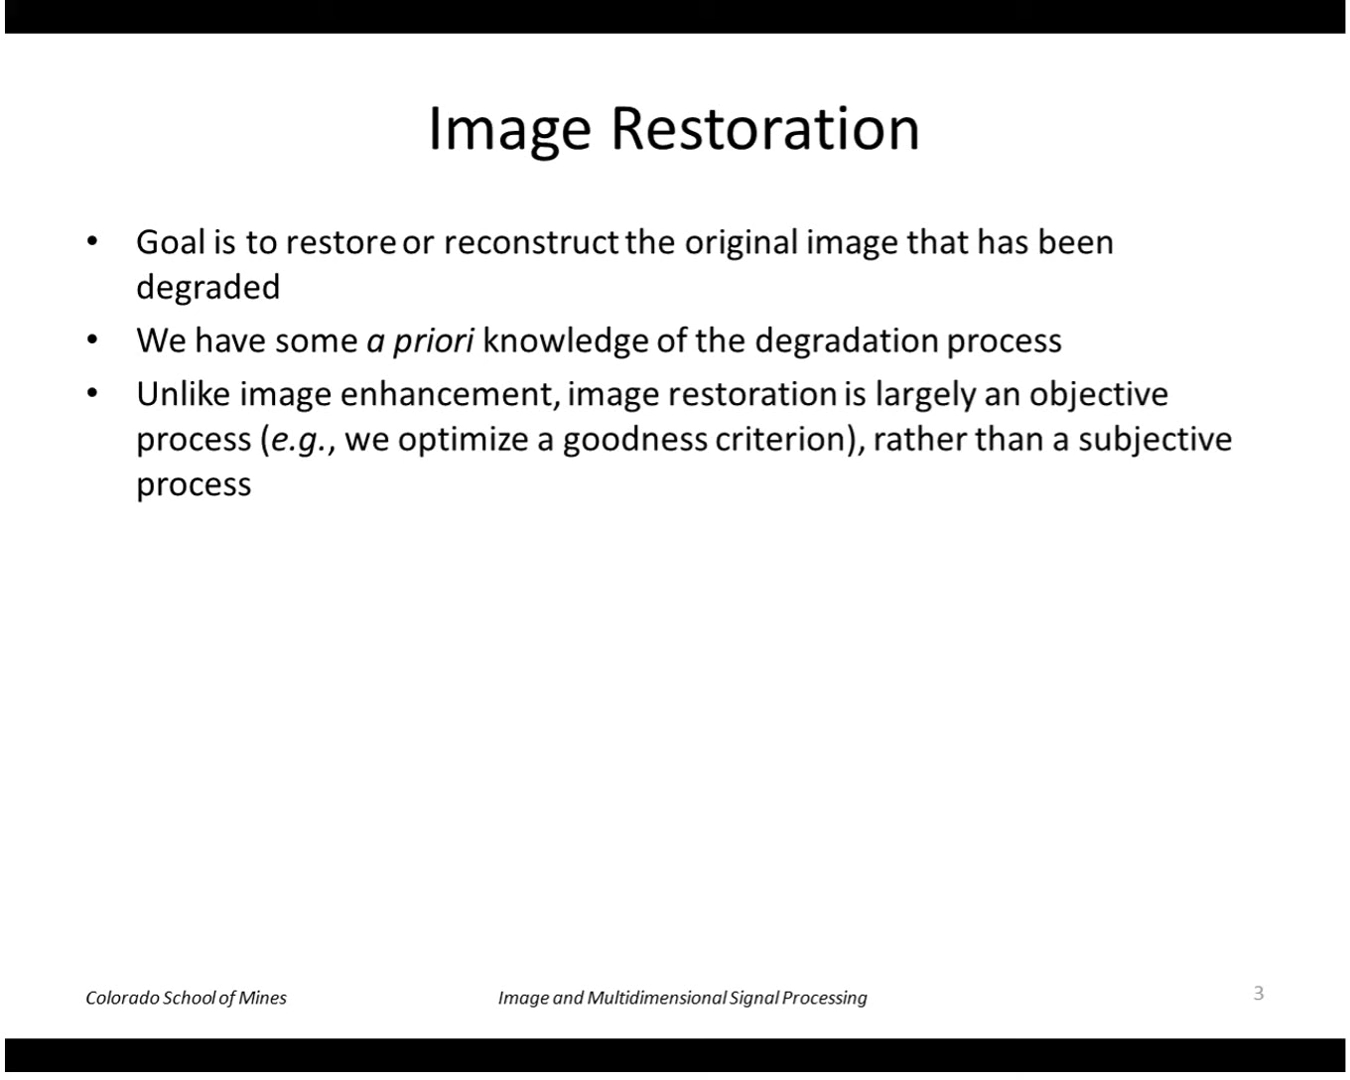 Image Restoration
• Goal is to restore or reconstruct the original image that has been
degraded
• We have some a priori knowledge of the degradation process
• Unlike image enhancement, image restoration is largely an objective
process (e.g., we optimize a goodness criterion), rather than a subjective
process
Colorado School of Mines
Image and Multidimensional Signal Processing
3